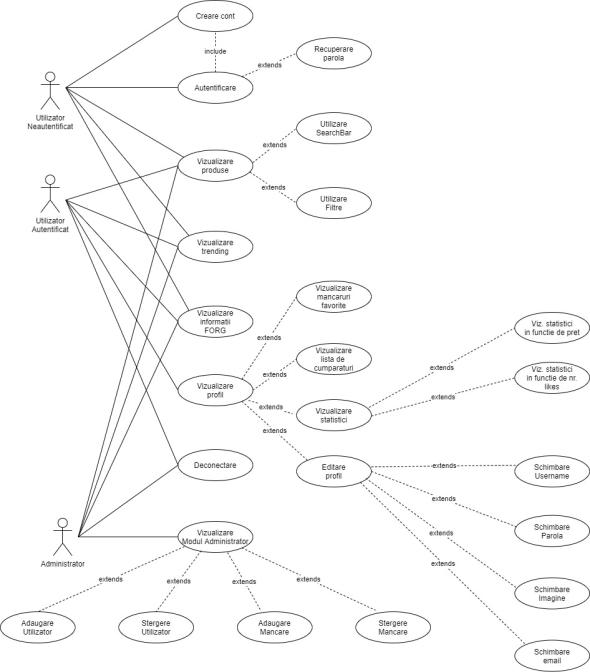 Creare cont
include
Recuperare
parola
extends
Autentificare
Utilizator
Neautentificat
Utilizare
SearchBar
extends
Vizualizare
produse
extends
Utilizare
Filtre
Utilizator
Autentificat
Vizualizare
trending
Vizualizare
mancaruri
favorite
Vizualizare
informatii
FORG
Viz. statistici
in functie de pret
extends
Vizualizare
lista de
cumparaturi
extends
extends
Viz. statistici
in functie de nr.
likes
Vizualizare
profil
extends
extends
Vizualizare
statistici
extends
Deconectare
Editare
profil
extends
Schimbare
Username
extends
Schimbare
Parola
Vizualizare
Modul Administrator
extends
Administrator
extends
Schimbare
Imagine
extends
extends
extends
extends
Adaugare
Utilizator
Stergere
Utilizator
Adaugare
Mancare
Stergere
Mancare
Schimbare
email